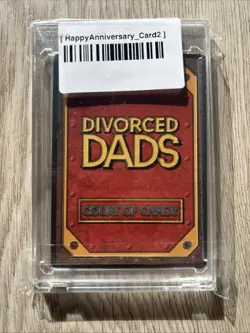 [ HappyAnniversary_Card2 ]
DIVORCED
DADS
COURT OF CHAOS